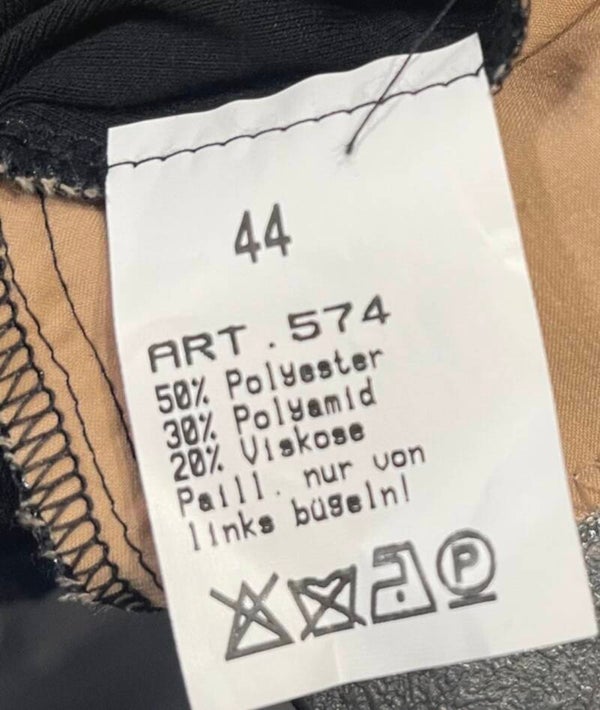 44
ART.574
50% Polyester
30% Polyamid
20% Viskose
Paill. nur von
links bügeln!
P